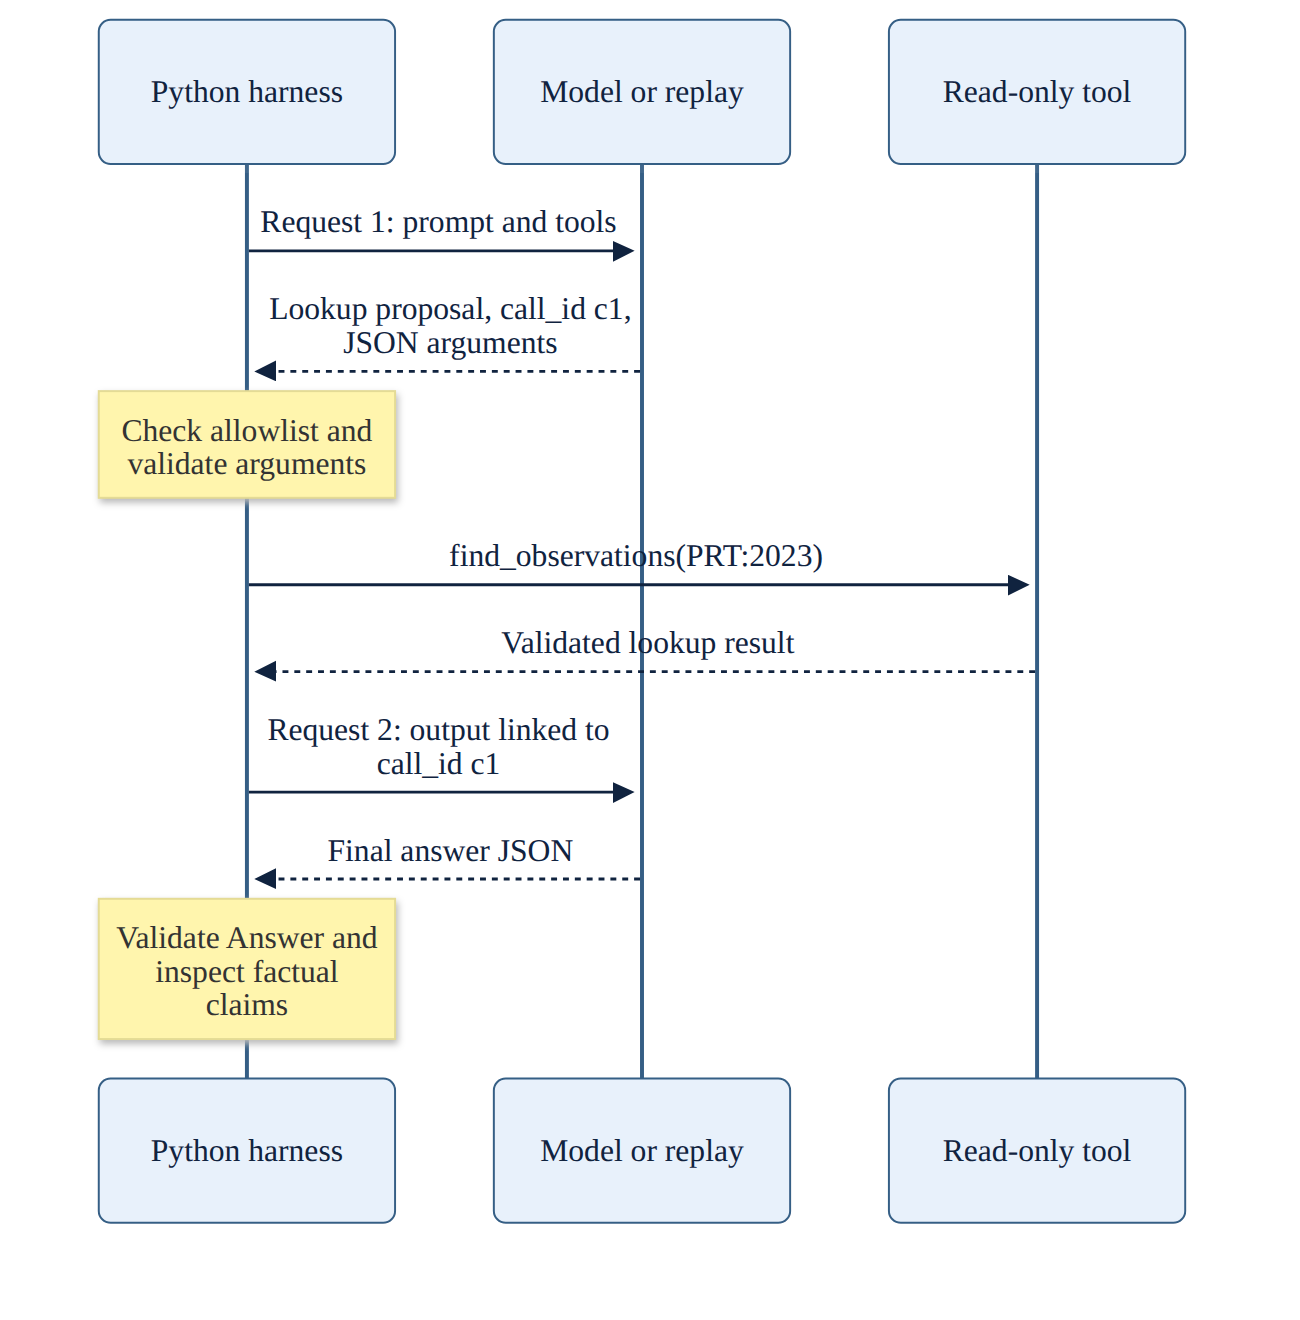 Python harness
Model or replay
Read-only tool
Request 1: prompt and tools
Lookup proposal, call_id c1,
JSON arguments
Check allowlist and
validate arguments
find_observations(PRT:2023)
Validated lookup result
Request 2: output linked to
call_id c1
Final answer JSON
Validate Answer and
inspect factual
claims
Python harness
Model or replay
Read-only tool